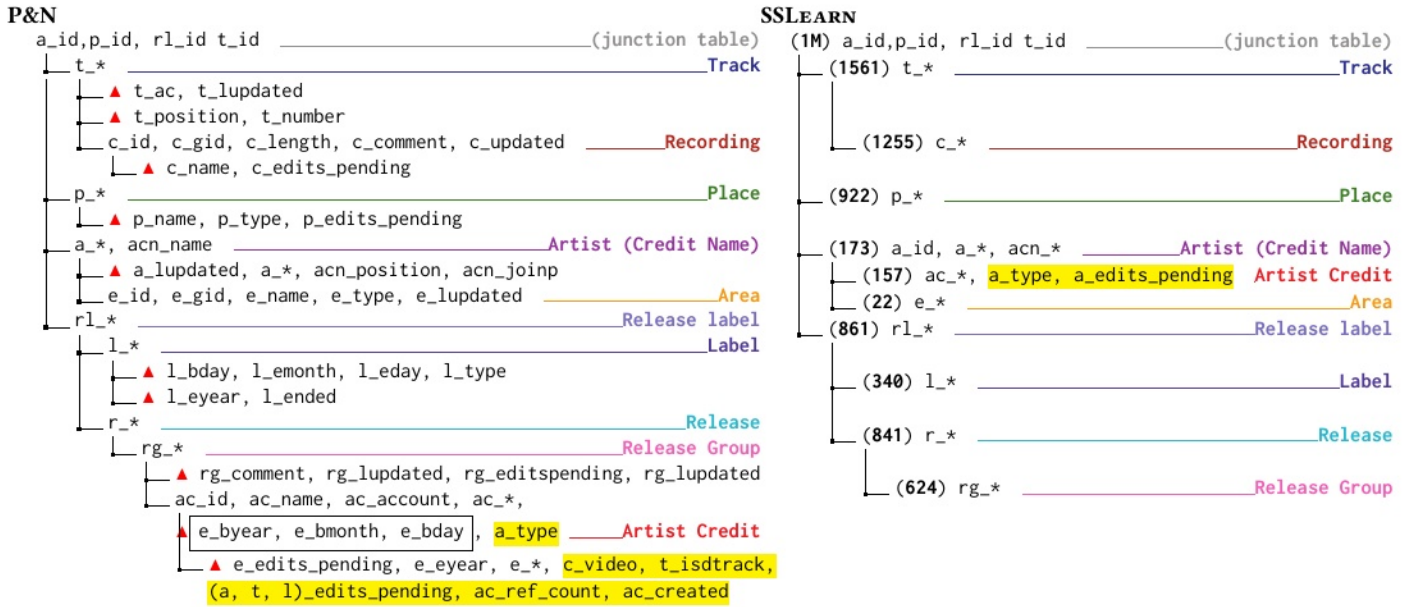 P&N
a_id,p_id, rl_id t_id (junction table)
t_* Track
▲ t_ac, t_lupdated
▲ t_position, t_number
c_id, c_gid, c_length, c_comment, c_updated Recording
▲ c_name, c_edits_pending
p_* Place
▲ p_name, p_type, p_edits_pending
a_*, acn_name Artist (Credit Name)
▲ a_lupdated, a_*, acn_position, acn_joinp
e_id, e_gid, e_name, e_type, e_lupdated Area
rl_* Release label
l_* Label
▲ l_bday, l_emonth, l_eday, l_type
▲ l_eyear, l_ended
r_* Release
rg_* Release Group
▲ rg_comment, rg_lupdated, rg_editspending, rg_lupdated
ac_id, ac_name, ac_account, ac_*,
▲ e_byear, e_bmonth, e_bday, a_type Artist Credit
▲ e_edits_pending, e_eyear, e_*, c_video, t_isdtrack,
(a, t, l)_edits_pending, ac_ref_count, ac_created
SSLEARN
(1M) a_id,p_id, rl_id t_id (junction table)
(1561) t_* Track
(1255) c_* Recording
(922) p_* Place
(173) a_id, a_*, acn_* Artist (Credit Name)
(157) ac_*, a_type, a_edits_pending Artist Credit
(22) e_* Area
(861) rl_* Release label
(340) l_* Label
(841) r_* Release
(624) rg_* Release Group